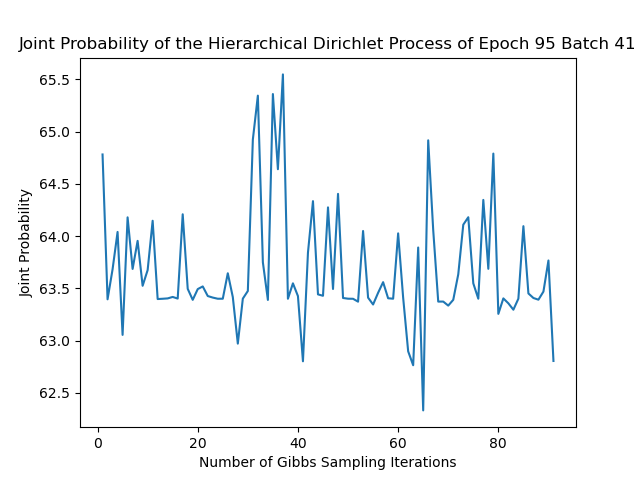 Joint Probability of the Hierarchical Dirichlet Process of Epoch 95 Batch 41
65.5
65.0
64.5
64.0
63.5
63.0
62.5
Joint Probability
0 20 40 60 80
Number of Gibbs Sampling Iterations